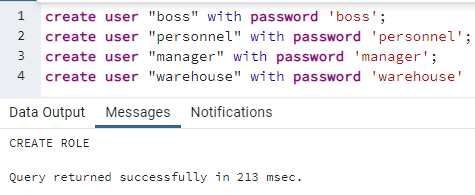 1 create user "boss" with password 'boss';
2 create user "personnel" with password 'personnel';
3 create user "manager" with password 'manager';
4 create user "warehouse" with password 'warehouse'
Data Output Messages Notifications
CREATE ROLE
Query returned successfully in 213 msec.